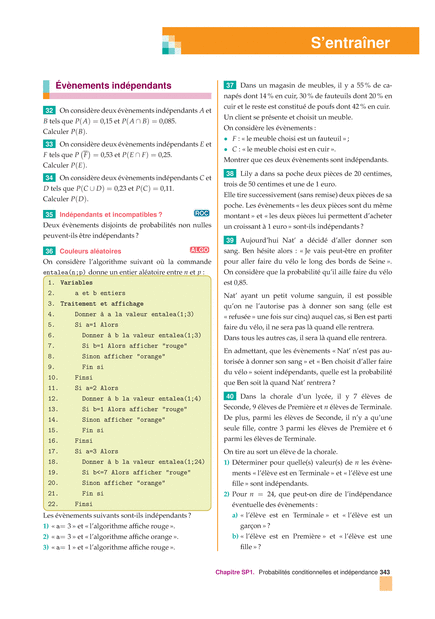 S'entraîner
Évènements indépendants
32 On considère deux évènements indépendants A et
B tels que P(A) = 0,15 et P(A ∩ B) = 0,085.
Calculer P(B).
33 On considère deux évènements indépendants E et
F tels que P(F̅) = 0,53 et P(E ∩ F) = 0,25.
Calculer P(E).
34 On considère deux évènements indépendants C et
D tels que P(C ∪ D) = 0,23 et P(C) = 0,11.
Calculer P(D).
35 Indépendants et incompatibles ? ROC
Deux évènements disjoints de probabilités non nulles
peuvent-ils être indépendants ?
36 Couleurs aléatoires ALGO
On considère l'algorithme suivant où la commande
entalea(n;p) donne un entier aléatoire entre n et p :
1. Variables
2. a et b entiers
3. Traitement et affichage
4. Donner à a la valeur entalea(1;3)
5. Si a=1 Alors
6. Donner à b la valeur entalea(1;3)
7. Si b=1 Alors afficher "rouge"
8. Sinon afficher "orange"
9. Fin si
10. Finsi
11. Si a=2 Alors
12. Donner à b la valeur entalea(1;4)
13. Si b=1 Alors afficher "rouge"
14. Sinon afficher "orange"
15. Fin si
16. Finsi
17. Si a=3 Alors
18. Donner à b la valeur entalea(1;24)
19. Si b<=7 Alors afficher "rouge"
20. Sinon afficher "orange"
21. Fin si
22. Finsi
Les évènements suivants sont-ils indépendants ?
1) « a= 3 » et « l'algorithme affiche rouge ».
2) « a= 3 » et « l'algorithme affiche orange ».
3) « a= 1 » et « l'algorithme affiche rouge ».
37 Dans un magasin de meubles, il y a 55 % de ca-
napés dont 14 % en cuir, 30 % de fauteuils dont 20 % en
cuir et le reste est constitué de poufs dont 42 % en cuir.
Un client se présente et choisit un meuble.
On considère les évènements :
• F : « le meuble choisi est un fauteuil » ;
• C : « le meuble choisi est en cuir ».
Montrer que ces deux évènements sont indépendants.
38 Lily a dans sa poche deux pièces de 20 centimes,
trois de 50 centimes et une de 1 euro.
Elle tire successivement (sans remise) deux pièces de sa
poche. Les évènements « les deux pièces sont du même
montant » et « les deux pièces lui permettent d'acheter
un croissant à 1 euro » sont-ils indépendants ?
39 Aujourd'hui Nat' a décidé d'aller donner son
sang. Ben hésite alors : « Je vais peut-être en profiter
pour aller faire du vélo le long des bords de Seine ».
On considère que la probabilité qu'il aille faire du vélo
est 0,85.
Nat' ayant un petit volume sanguin, il est possible
qu'on ne l'autorise pas à donner son sang (elle est
« refusée » une fois sur cinq) auquel cas, si Ben est parti
faire du vélo, il ne sera pas là quand elle rentrera.
Dans tous les autres cas, il sera là quand elle rentrera.
En admettant, que les évènements « Nat' n'est pas au-
torisée à donner son sang » et « Ben choisit d'aller faire
du vélo » soient indépendants, quelle est la probabilité
que Ben soit là quand Nat' rentrera ?
40 Dans la chorale d'un lycée, il y 7 élèves de
Seconde, 9 élèves de Première et n élèves de Terminale.
De plus, parmi les élèves de Seconde, il n'y a qu'une
seule fille, contre 3 parmi les élèves de Première et 6
parmi les élèves de Terminale.
On tire au sort un élève de la chorale.
1) Déterminer pour quelle(s) valeur(s) de n les évène-
ments « l'élève est en Terminale » et « l'élève est une
fille » sont indépendants.
2) Pour n = 24, que peut-on dire de l'indépendance
éventuelle des évènements :
a) « l'élève est en Terminale » et « l'élève est un
garçon » ?
b) « l'élève est en Première » et « l'élève est une
fille » ?
Chapitre SP1. Probabilités conditionnelles et indépendance 343